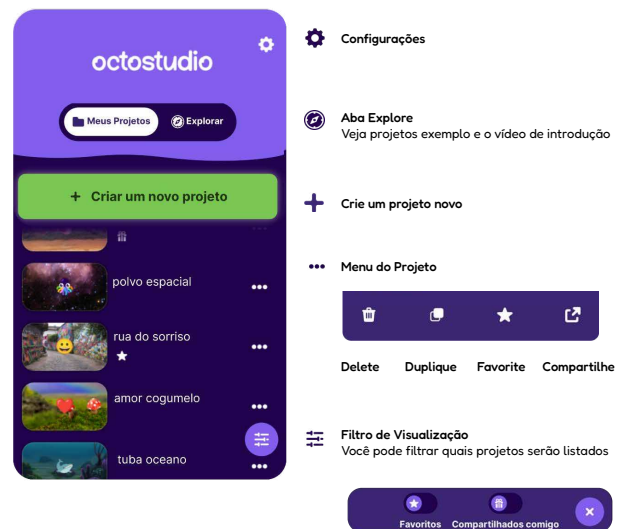 octostudio
Meus Projetos Explorar
+ Criar um novo projeto
polvo espacial
rua do sorriso
amor cogumelo
tuba oceano
Configurações
Aba Explore
Veja projetos exemplo e o vídeo de introdução
Crie um projeto novo
Menu do Projeto
Delete Duplique Favorite Compartilhe
Filtro de Visualização
Você pode filtrar quais projetos serão listados
Favoritos Compartilhados comigo